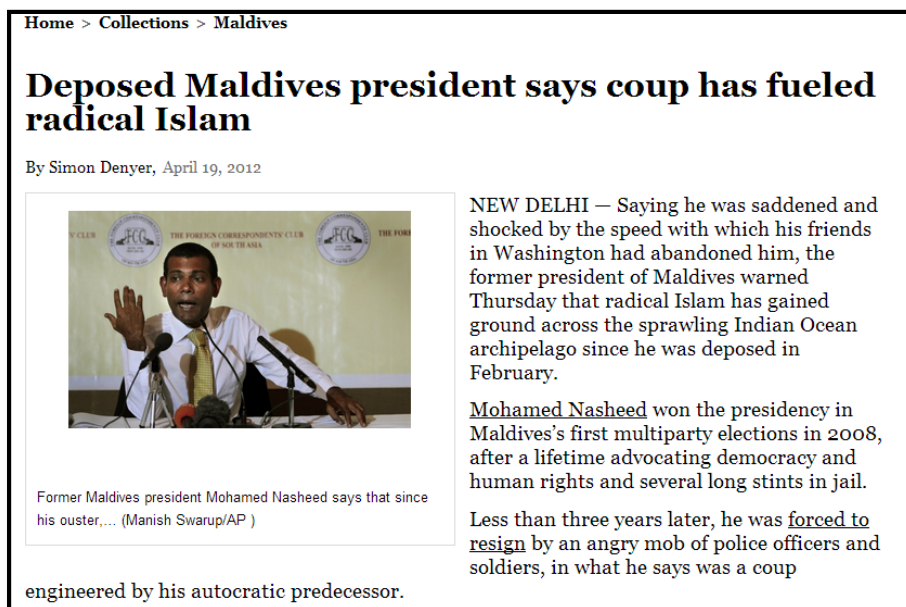 Home > Collections > Maldives
Deposed Maldives president says coup has fueled
radical Islam
By Simon Denyer, April 19, 2012
S' CLUB
THE FOREIGN CORRESPONDENTS' CLUB
OF SOUTH ASIA
THE FOR
FCC
FCC
Former Maldives president Mohamed Nasheed says that since
his ouster,... (Manish Swarup/AP )
NEW DELHI — Saying he was saddened and
shocked by the speed with which his friends
in Washington had abandoned him, the
former president of Maldives warned
Thursday that radical Islam has gained
ground across the sprawling Indian Ocean
archipelago since he was deposed in
February.
Mohamed Nasheed won the presidency in
Maldives's first multiparty elections in 2008,
after a lifetime advocating democracy and
human rights and several long stints in jail.
Less than three years later, he was forced to
resign by an angry mob of police officers and
soldiers, in what he says was a coup
engineered by his autocratic predecessor.